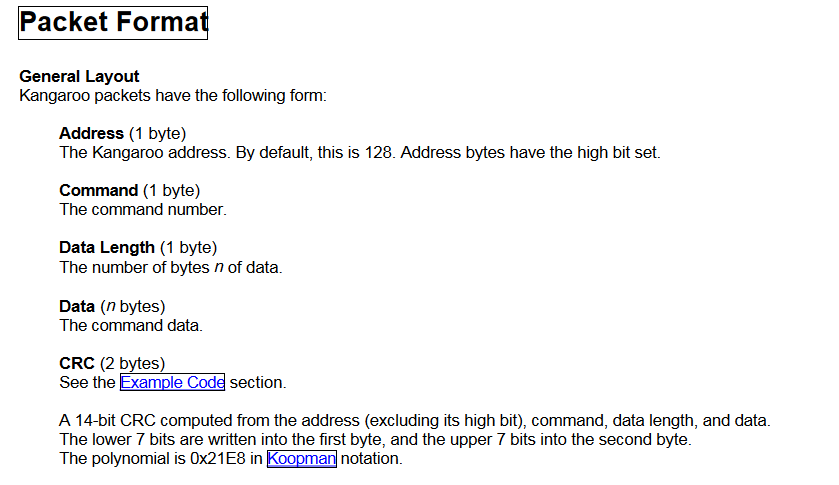 Packet Format
General Layout
Kangaroo packets have the following form:
Address (1 byte)
The Kangaroo address. By default, this is 128. Address bytes have the high bit set.
Command (1 byte)
The command number.
Data Length (1 byte)
The number of bytes n of data.
Data (n bytes)
The command data.
CRC (2 bytes)
See the Example Code section.
A 14-bit CRC computed from the address (excluding its high bit), command, data length, and data.
The lower 7 bits are written into the first byte, and the upper 7 bits into the second byte.
The polynomial is 0x21E8 in Koopman notation.